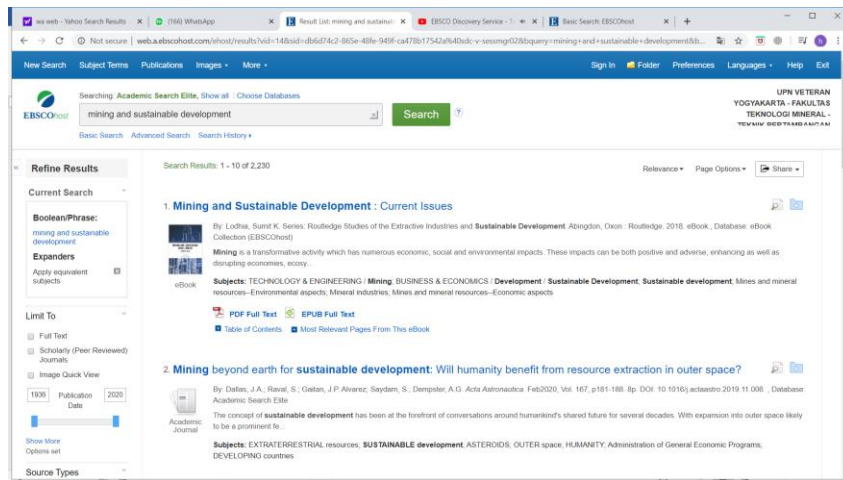 wa web - Yahoo Search Results
(166) WhatsApp
Result List: mining and sustainab
EBSCO Discovery Service - T
Basic Search: EBSCOhost
Not secure | web.a.ebscohost.com/ehost/results?vid=14&sid=db6d74c2-865e-48fe-949f-ca478b17542a%40sdc-v-sessmgr02&bquery=mining+and+sustainable+development&b...
New Search Subject Terms Publications Images More Sign In Folder Preferences Languages Help Exit
Searching: Academic Search Elite, Show all | Choose Databases
UPN VETERAN
YOGYAKARTA - FAKULTAS
TEKNOLOGI MINERAL -
TEKNIK PERTAMBANGAN
EBSCOhost
mining and sustainable development
Search
Basic Search Advanced Search Search History
Refine Results
Search Results: 1 - 10 of 2,230
Relevance Page Options Share
Current Search
Boolean/Phrase:
mining and sustainable
development
Expanders
Apply equivalent
subjects
Limit To
Full Text
Scholarly (Peer Reviewed)
Journals
Image Quick View
1936 Publication Date 2020
Show More
Options set
Source Types
1. Mining and Sustainable Development : Current Issues
By: Lodhia, Sumit K. Series: Routledge Studies of the Extractive Industries and Sustainable Development. Abingdon, Oxon : Routledge. 2018. eBook., Database: eBook
Collection (EBSCOhost)
Mining is a transformative activity which has numerous economic, social and environmental impacts. These impacts can be both positive and adverse, enhancing as well as
disrupting economies, ecosy...
eBook
Subjects: TECHNOLOGY & ENGINEERING / Mining; BUSINESS & ECONOMICS / Development / Sustainable Development; Sustainable development; Mines and mineral
resources--Environmental aspects; Mineral industries; Mines and mineral resources--Economic aspects
PDF Full Text EPUB Full Text
Table of Contents Most Relevant Pages From This eBook
2. Mining beyond earth for sustainable development: Will humanity benefit from resource extraction in outer space?
By: Dallas, J.A.; Raval, S.; Gaitan, J.P. Alvarez; Saydam, S.; Dempster, A.G. Acta Astronautica. Feb2020, Vol. 167, p181-188. 8p. DOI: 10.1016/j.actaastro.2019.11.006. , Database:
Academic Search Elite
Academic
Journal
The concept of sustainable development has been at the forefront of conversations around humankind's shared future for several decades. With expansion into outer space likely
to be a prominent fe...
Subjects: EXTRATERRESTRIAL resources; SUSTAINABLE development; ASTEROIDS; OUTER space; HUMANITY; Administration of General Economic Programs;
DEVELOPING countries